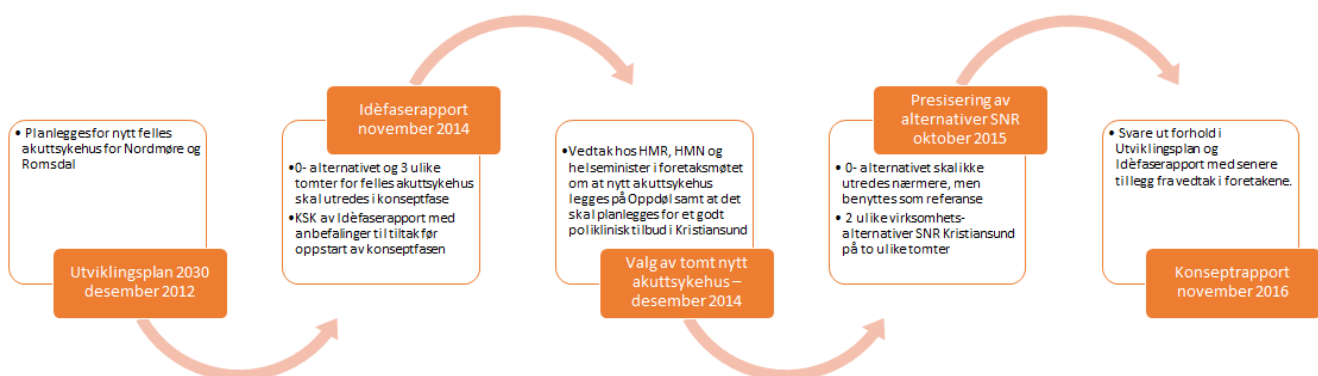 • Planlegges for nytt felles
akuttsykehus for Nordmøre og
Romsdal
Utviklingsplan 2030
desember 2012
Idèfaserapport
november 2014
• 0- alternativet og 3 ulike
tomter for felles akuttsykehus
skal utredes i konseptfase
• KSK av Idèfaserapport med
anbefalinger til tiltak før
oppstart av konseptfasen
• Vedtak hos HMR, HMN og
helseminister i foretaksmøtet
om at nytt akuttsykehus
legges på Oppdøl samt at det
skal planlegges for et godt
poliklinisk tilbud i Kristiansund
Valg av tomt nytt
akuttsykehus –
desember 2014
Presisering av
alternativer SNR
oktober 2015
• 0- alternativet skal ikke
utredes nærmere, men
benyttes som referanse
• 2 ulike virksomhets-
alternativer SNR Kristiansund
på to ulike tomter
• Svare ut forhold i
Utviklingsplan og
Idèfaserapport med senere
tillegg fra vedtak i foretakene.
Konseptrapport
november 2016